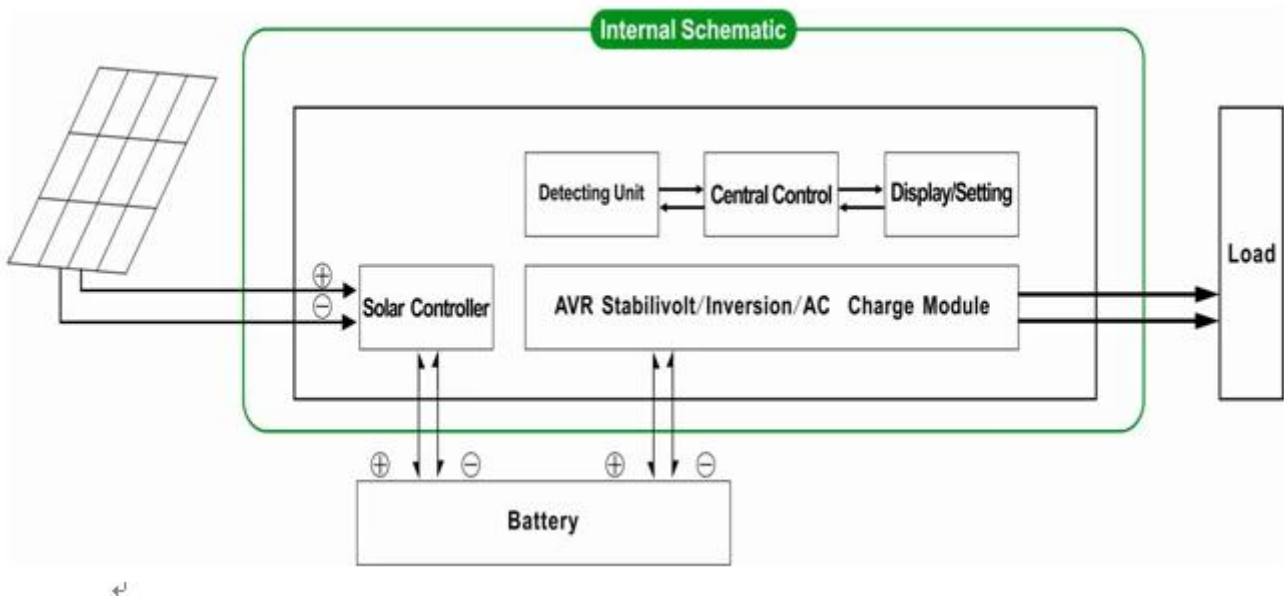 Internal Schematic
Detecting Unit
Central Control
Display/Setting
Load
⊕
⊖
Solar Controller
AVR Stabilivolt/Inversion/AC Charge Module
⊕ ⊖ ⊕ ⊖
Battery
↵